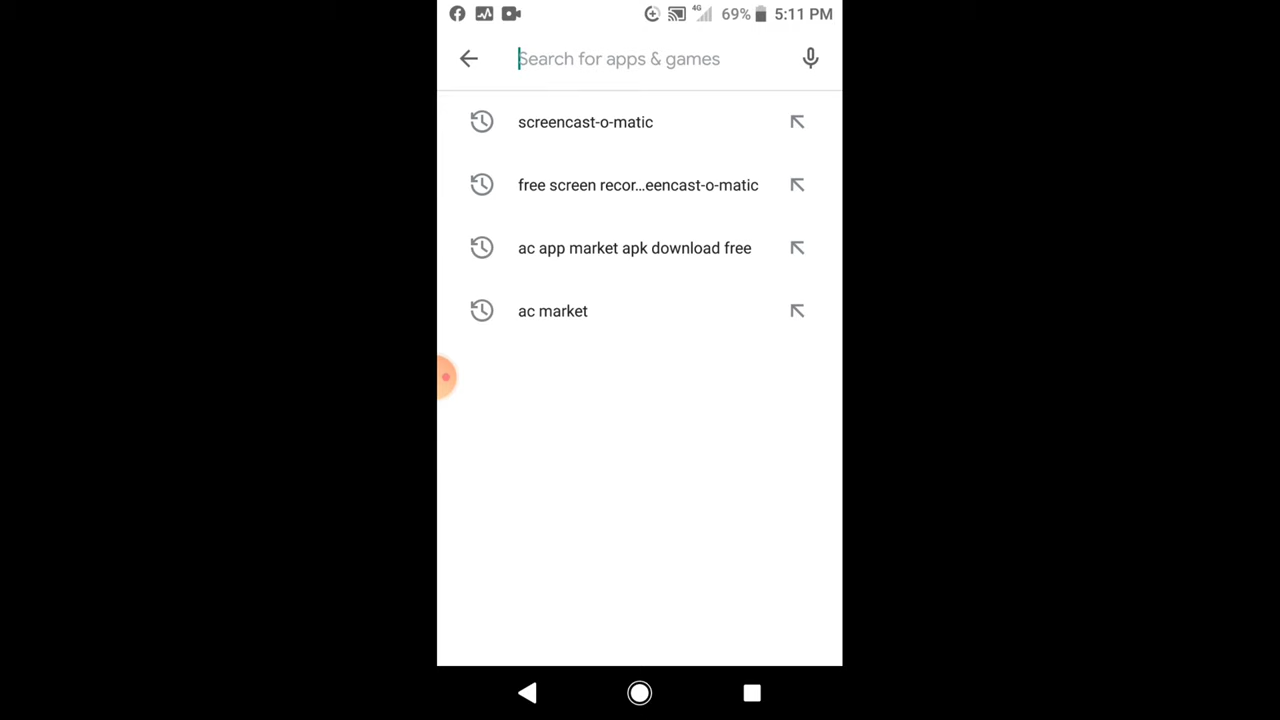 4G 69% 5:11 PM
Search for apps & games
screencast-o-matic
free screen recor...eencast-o-matic
ac app market apk download free
ac market